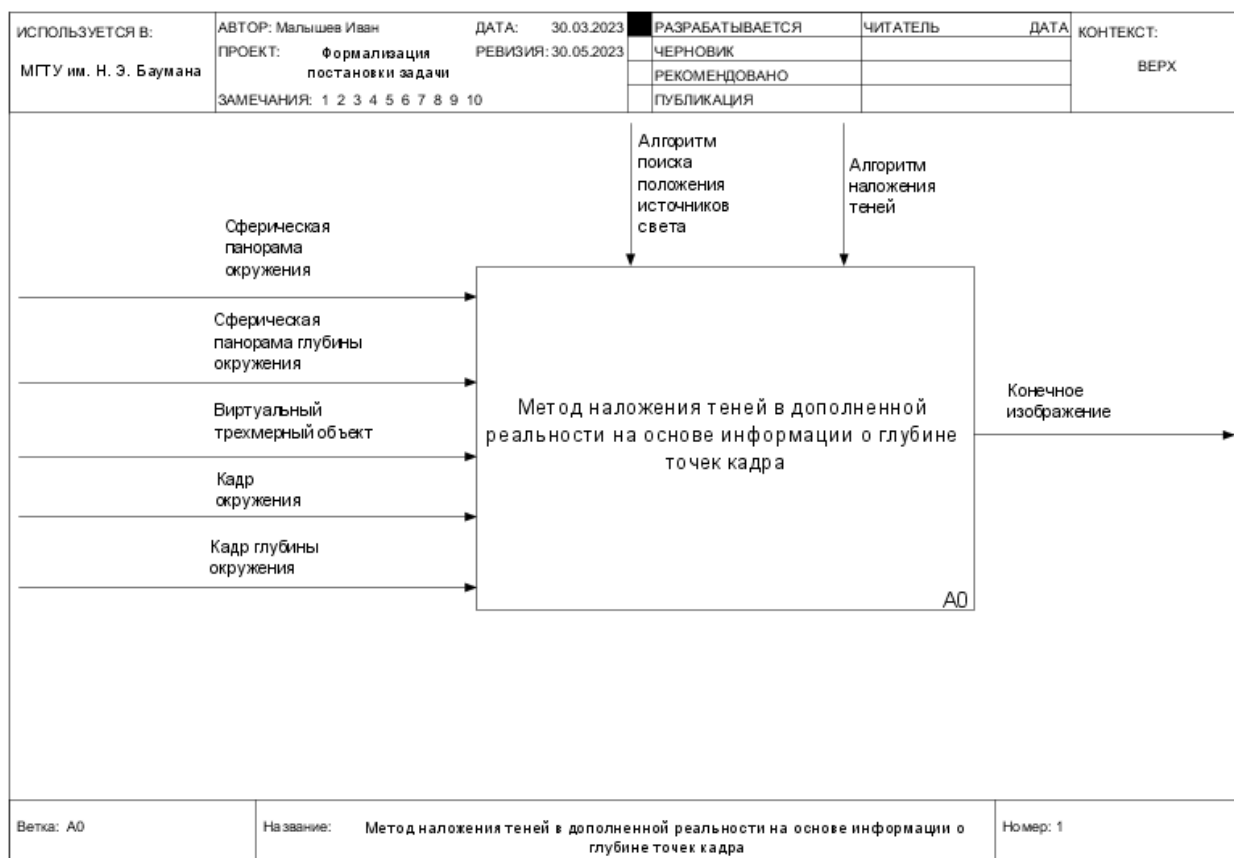 ИСПОЛЬЗУЕТСЯ В:
МГТУ им. Н. Э. Баумана
АВТОР: Малышев Иван
ДАТА: 30.03.2023
ПРОЕКТ: Формализация
постановки задачи
РЕВИЗИЯ: 30.05.2023
ЗАМЕЧАНИЯ: 1 2 3 4 5 6 7 8 9 10
РАЗРАБАТЫВАЕТСЯ
ЧЕРНОВИК
РЕКОМЕНДОВАНО
ПУБЛИКАЦИЯ
ЧИТАТЕЛЬ
ДАТА
КОНТЕКСТ:
ВЕРХ
Алгоритм
поиска
положения
источников
света
Алгоритм
наложения
теней
Сферическая
панорама
окружения
Сферическая
панорама глубины
окружения
Виртуальный
трехмерный объект
Кадр
окружения
Кадр глубины
окружения
Метод наложения теней в дополненной
реальности на основе информации о глубине
точек кадра
A0
Конечное
изображение
Ветка: A0
Название: Метод наложения теней в дополненной реальности на основе информации о
глубине точек кадра
Номер: 1